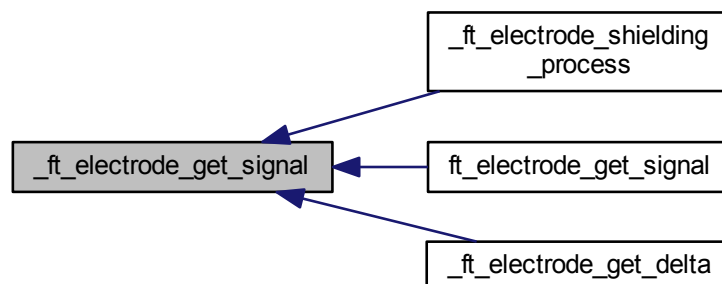 _ft_electrode_shielding
_process
_ft_electrode_get_signal
ft_electrode_get_signal
_ft_electrode_get_delta